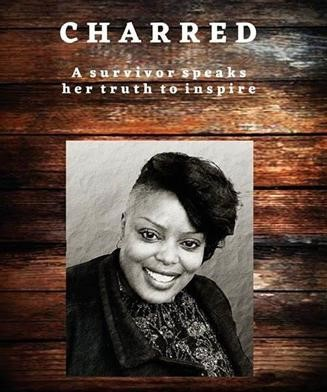 CHARRED
A survivor speaks
her truth to inspire